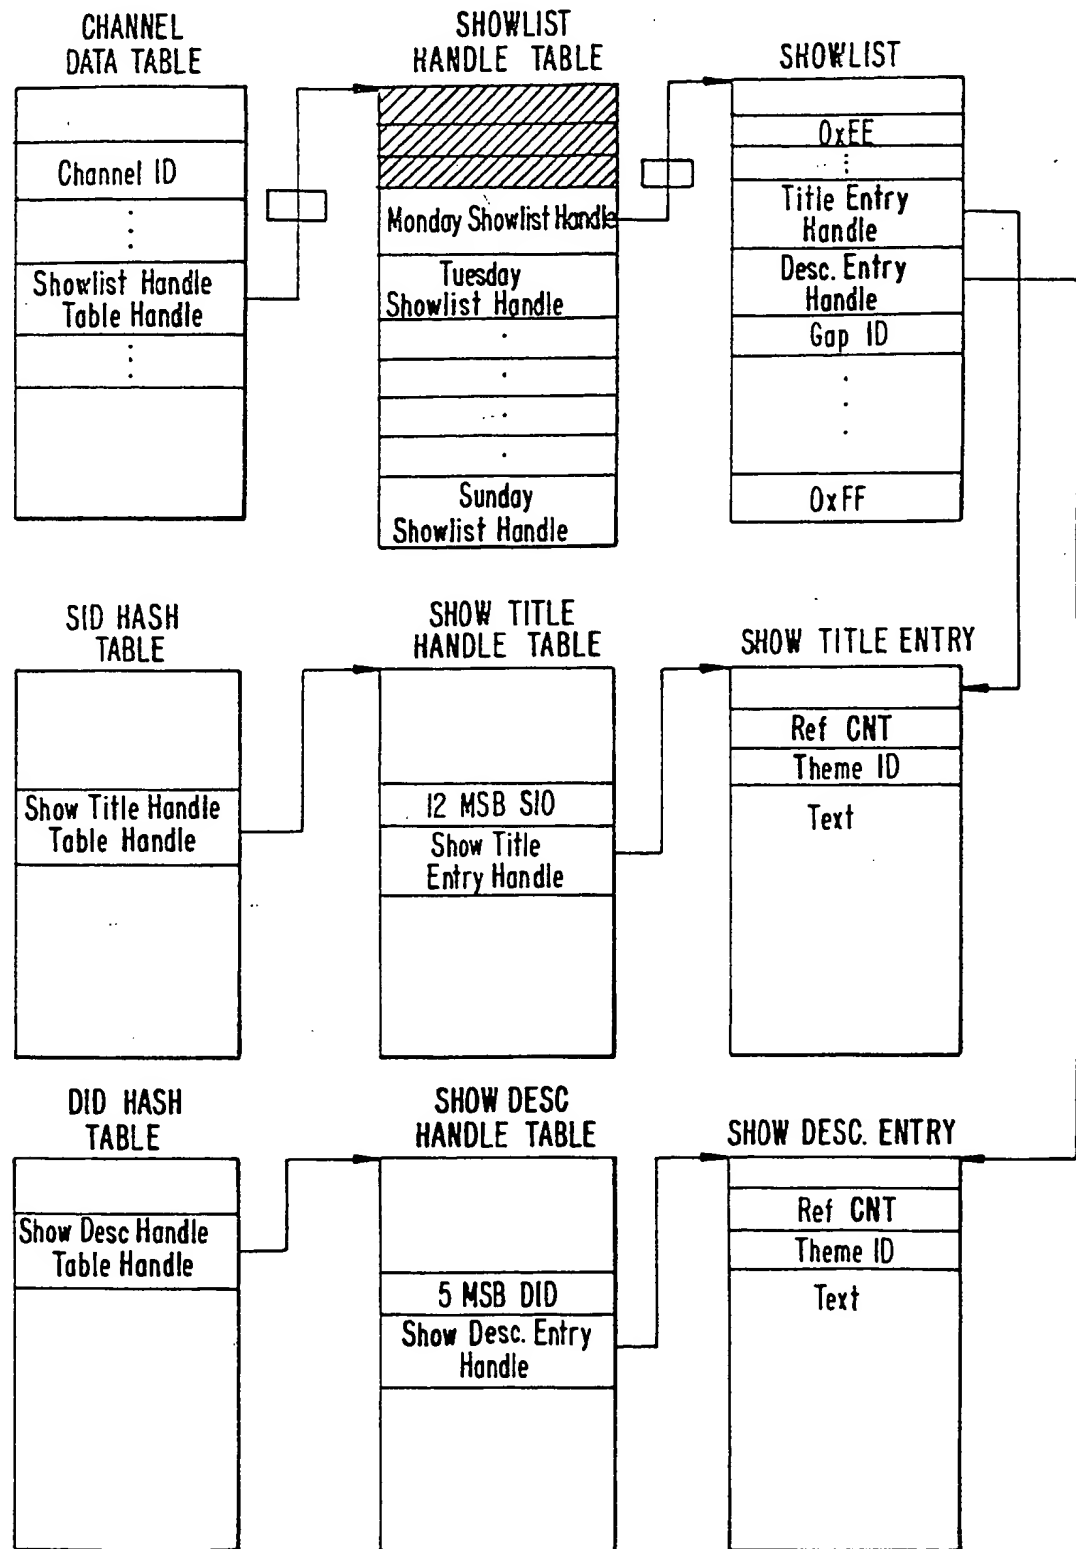 CHANNEL
DATA TABLE
Channel ID
Showlist Handle
Table Handle
SHOWLIST
HANDLE TABLE
Monday Showlist Handle
Tuesday
Showlist Handle
Sunday
Showlist Handle
SHOWLIST
0xEE
Title Entry
Handle
Desc. Entry
Handle
Gap ID
0xFF
SID HASH
TABLE
Show Title Handle
Table Handle
SHOW TITLE
HANDLE TABLE
12 MSB SIO
Show Title
Entry Handle
SHOW TITLE ENTRY
Ref CNT
Theme ID
Text
DID HASH
TABLE
Show Desc Handle
Table Handle
SHOW DESC
HANDLE TABLE
5 MSB DID
Show Desc. Entry
Handle
SHOW DESC. ENTRY
Ref CNT
Theme ID
Text